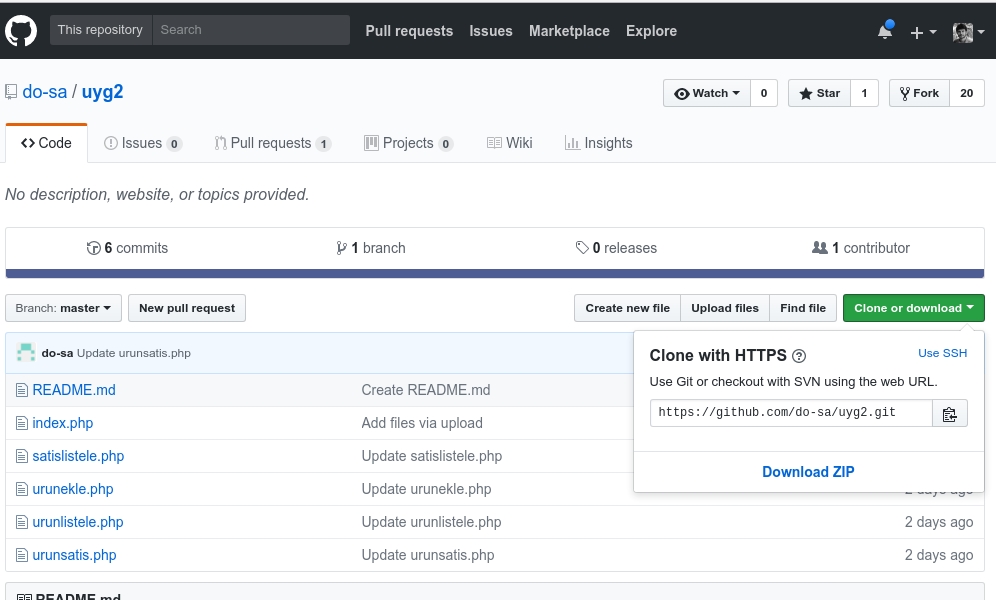 This repository Search Pull requests Issues Marketplace Explore
do-sa / uyg2 Watch 0 Star 1 Fork 20
Code Issues 0 Pull requests 1 Projects 0 Wiki Insights
No description, website, or topics provided.
6 commits 1 branch 0 releases 1 contributor
Branch: master New pull request Create new file Upload files Find file Clone or download
do-sa Update urunsatis.php
Clone with HTTPS Use SSH
Use Git or checkout with SVN using the web URL.
https://github.com/do-sa/uyg2.git
Download ZIP
README.md Create README.md
index.php Add files via upload
satislistele.php Update satislistele.php
urunekle.php Update urunekle.php 2 days ago
urunlistele.php Update urunlistele.php 2 days ago
urunsatis.php Update urunsatis.php 2 days ago
README.md